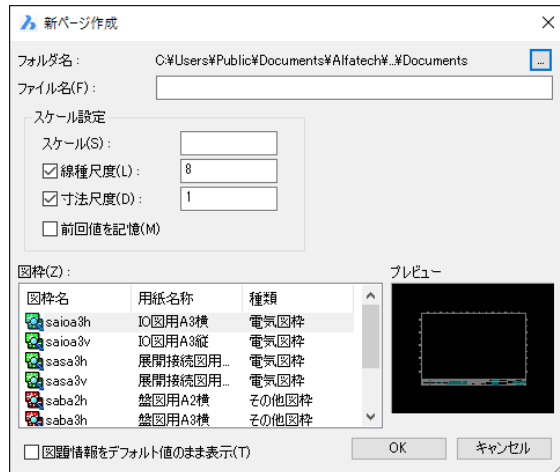 新ページ作成
フォルダ名： C:¥Users¥Public¥Documents¥Alfatech¥...¥Documents ...
ファイル名(F)：
スケール設定
スケール(S)：
線種尺度(L)： 8
寸法尺度(D)： 1
前回値を記憶(M)
図枠(Z)： プレビュー
図枠名 用紙名称 種類
saioa3h IO図用A3横 電気図枠
saioa3v IO図用A3縦 電気図枠
sasa3h 展開接続図用... 電気図枠
sasa3v 展開接続図用... 電気図枠
saba2h 盤図用A2横 その他図枠
saba3h 盤図用A3横 その他図枠
図題情報をデフォルト値のまま表示(T) OK キャンセル